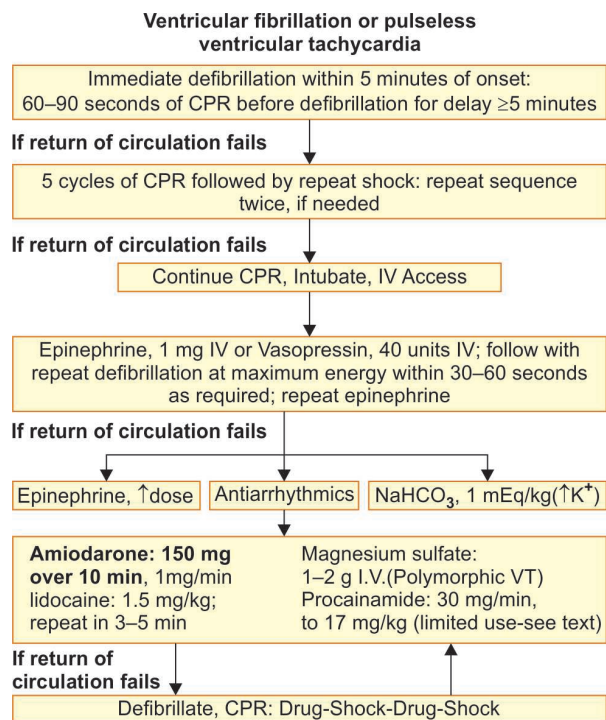 Ventricular fibrillation or pulseless
ventricular tachycardia
Immediate defibrillation within 5 minutes of onset:
60–90 seconds of CPR before defibrillation for delay ≥5 minutes
If return of circulation fails
5 cycles of CPR followed by repeat shock: repeat sequence
twice, if needed
If return of circulation fails
Continue CPR, Intubate, IV Access
Epinephrine, 1 mg IV or Vasopressin, 40 units IV; follow with
repeat defibrillation at maximum energy within 30–60 seconds
as required; repeat epinephrine
If return of circulation fails
Epinephrine, ↑dose
Antiarrhythmics
NaHCO₃, 1 mEq/kg(↑K⁺)
Amiodarone: 150 mg
over 10 min, 1mg/min
lidocaine: 1.5 mg/kg;
repeat in 3–5 min
Magnesium sulfate:
1–2 g I.V.(Polymorphic VT)
Procainamide: 30 mg/min,
to 17 mg/kg (limited use-see text)
If return of
circulation fails
Defibrillate, CPR: Drug-Shock-Drug-Shock